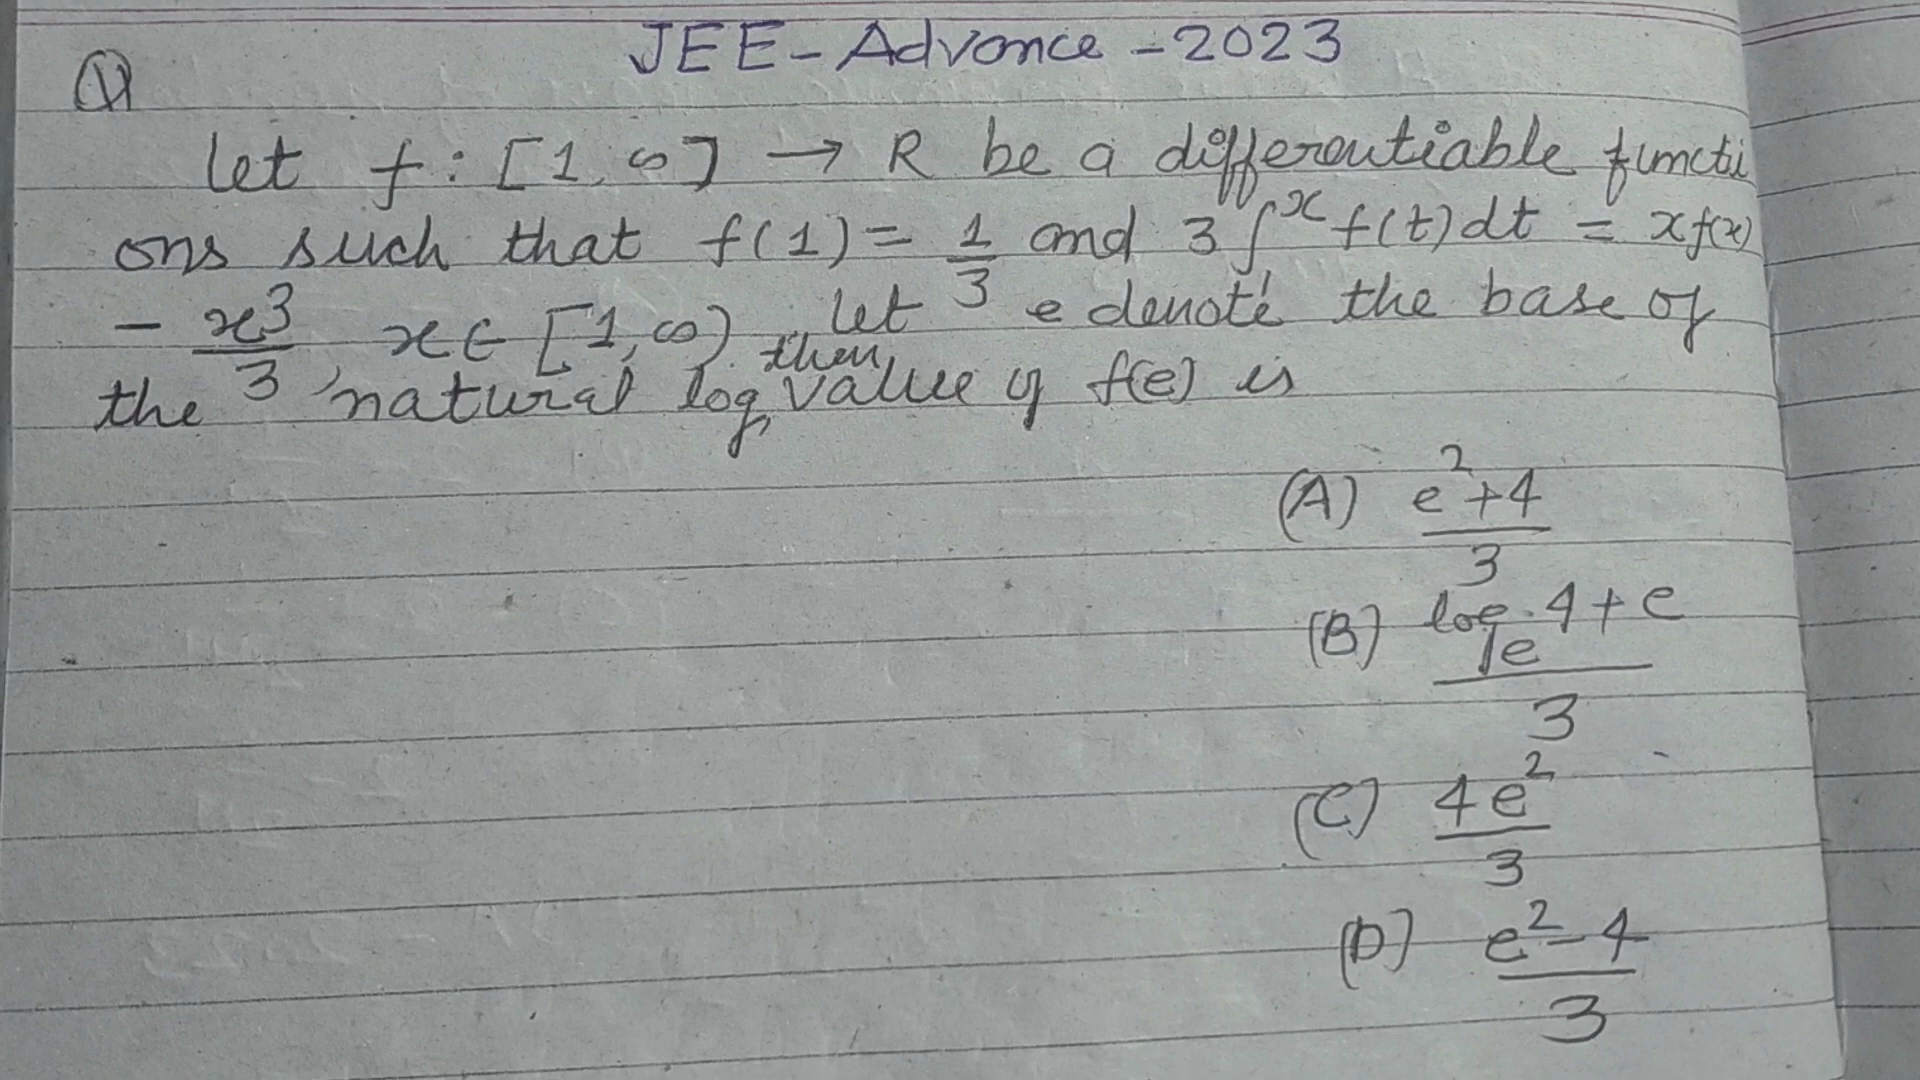 JEE-Advance-2023
Q1
let f:[1,∞] → R be a differentiable functi
ons such that f(1)= 1/3 and 3∫₁ˣ f(t)dt = xf(x)
- x³/3 x∈[1,∞) let e denote the base of
the natural log, then value of f(e) is
(A) e²+4/3
(B) logₑ4+e/3
(C) 4e²/3
(D) e²-4/3